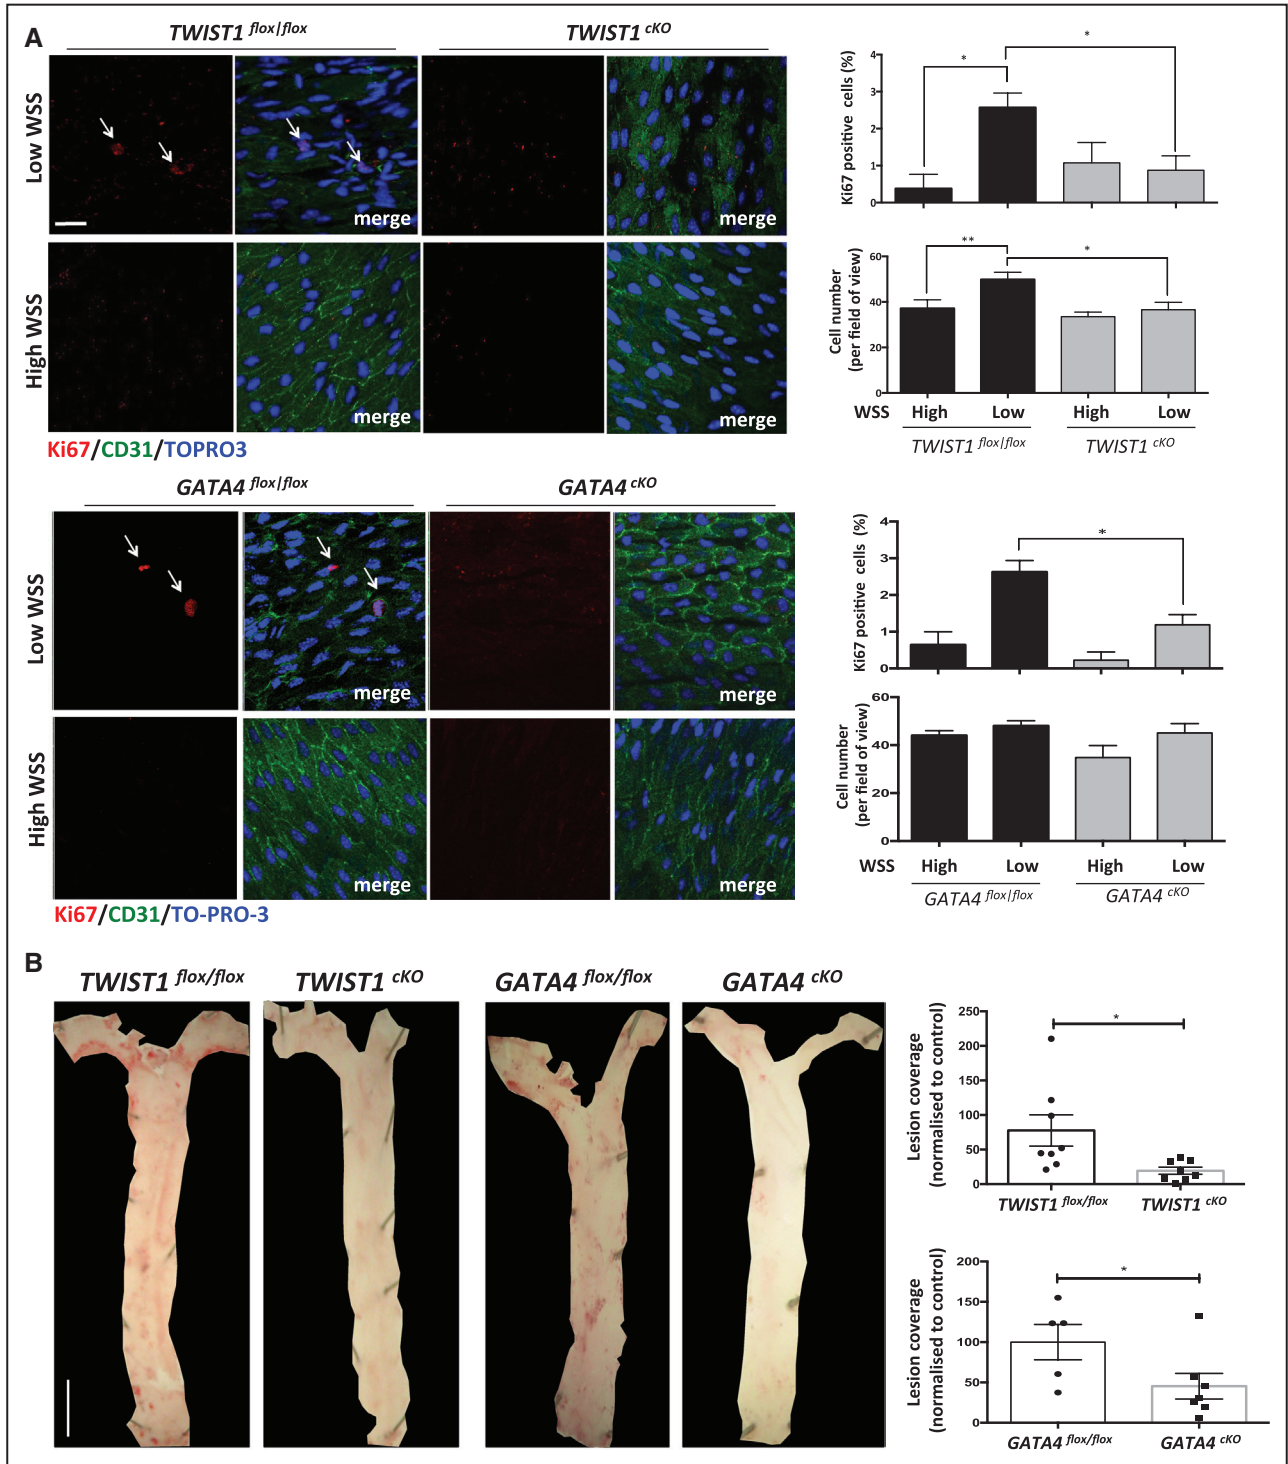 A
TWIST1 flox|flox
TWIST1 cKO
Low WSS
merge
merge
High WSS
merge
merge
Ki67/CD31/TOPRO3
Ki67 positive cells (%)
4
3
2
1
0
*
*
Cell number
(per field of view)
60
40
20
0
**
*
WSS High Low High Low
TWIST1 flox|flox
TWIST1 cKO
GATA4 flox|flox
GATA4 cKO
Low WSS
merge
merge
High WSS
merge
merge
Ki67/CD31/TO-PRO-3
Ki67 positive cells (%)
4
3
2
1
0
*
Cell number
(per field of view)
60
40
20
0
WSS High Low High Low
GATA4 flox|flox
GATA4 cKO
B
TWIST1 flox/flox
TWIST1 cKO
GATA4 flox/flox
GATA4 cKO
Lesion coverage
(normalised to control)
250
200
150
100
50
0
*
TWIST1 flox/flox
TWIST1 cKO
Lesion coverage
(normalised to control)
200
150
100
50
0
*
GATA4 flox/flox
GATA4 cKO